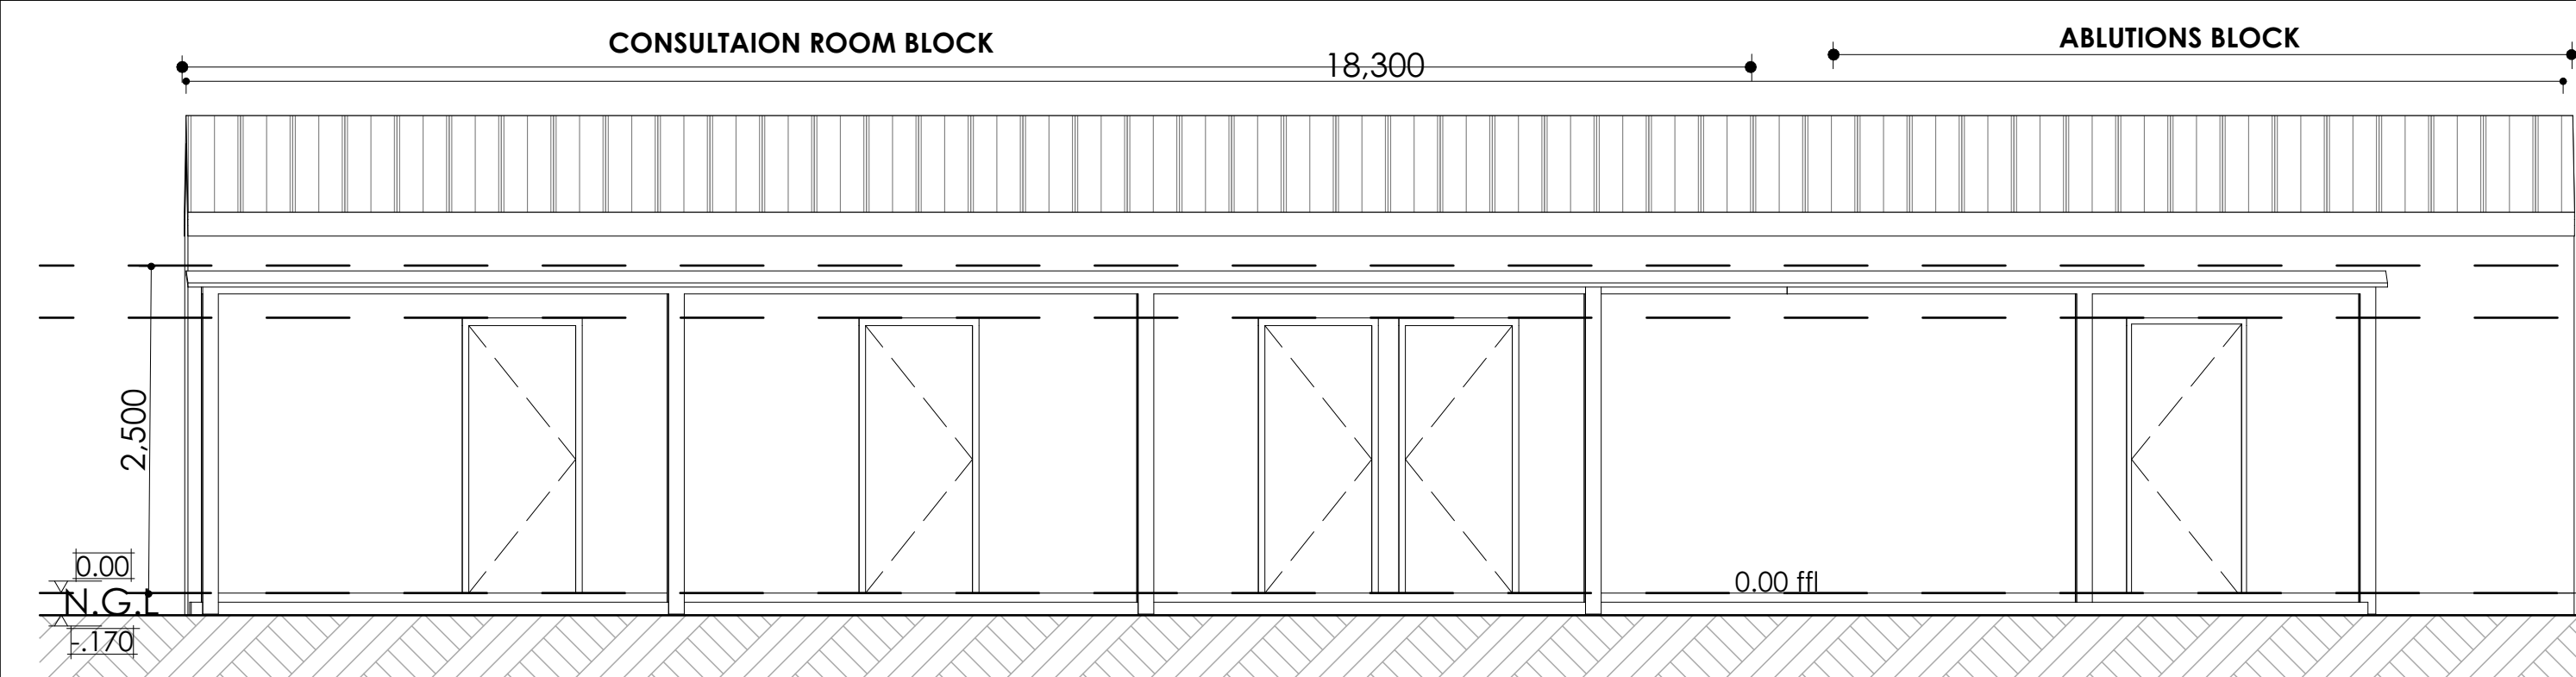 CONSULTAION ROOM BLOCK
ABLUTIONS BLOCK
18,300
2,500
0.00
N.G.L
-.170
0.00 ffl